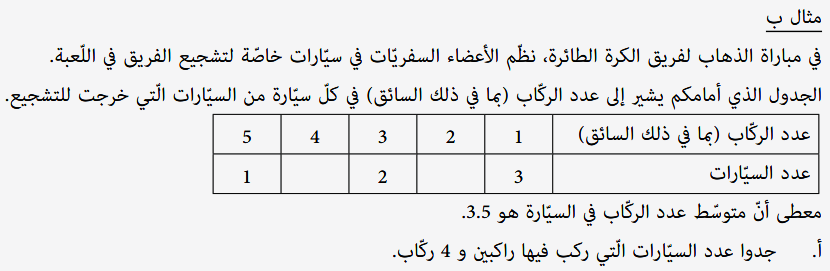 مثال ب
في مباراة الذهاب لفريق الكرة الطائرة، نظّم الأعضاء السفريّات في سيّارات خاصّة لتشجيع الفريق في اللّعبة.
الجدول الذي أمامكم يشير إلى عدد الركّاب (بما في ذلك السائق) في كلّ سيّارة من السيّارات الّتي خرجت للتشجيع.
عدد الركّاب (بما في ذلك السائق) 1 2 3 4 5
عدد السيّارات 3 2 1
معطى أنّ متوسّط عدد الركّاب في السيّارة هو 3.5.
أ. جدوا عدد السيّارات الّتي ركب فيها راكبين و 4 ركّاب.